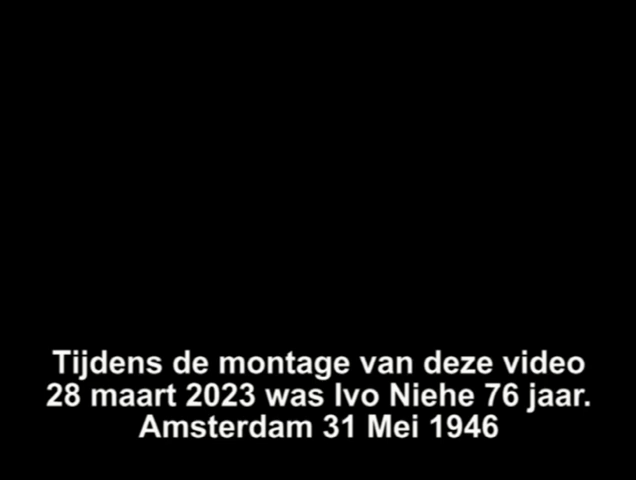 Tijdens de montage van deze video
28 maart 2023 was Ivo Niehe 76 jaar.
Amsterdam 31 Mei 1946